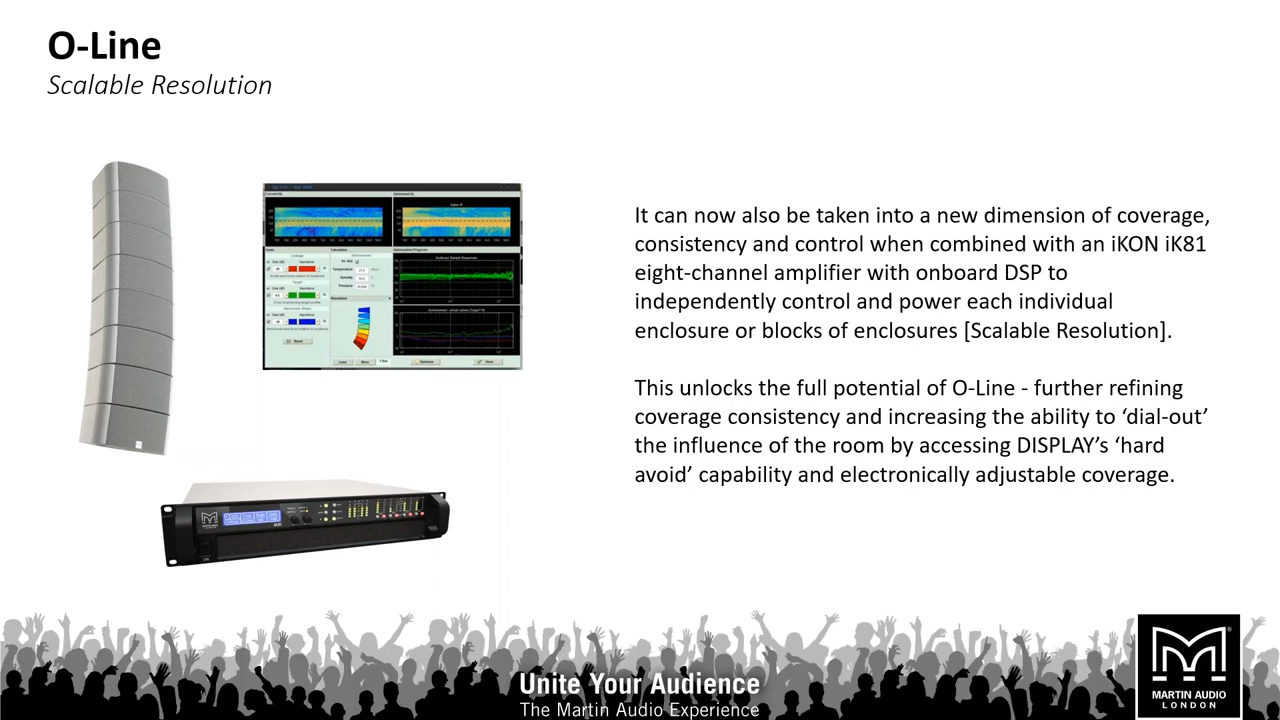 O-Line
Scalable Resolution
It can now also be taken into a new dimension of coverage,
consistency and control when combined with an iKON iK81
eight-channel amplifier with onboard DSP to
independently control and power each individual
enclosure or blocks of enclosures [Scalable Resolution].
This unlocks the full potential of O-Line - further refining
coverage consistency and increasing the ability to ‘dial-out’
the influence of the room by accessing DISPLAY’s ‘hard
avoid’ capability and electronically adjustable coverage.
Unite Your Audience
The Martin Audio Experience
MARTIN AUDIO
LONDON